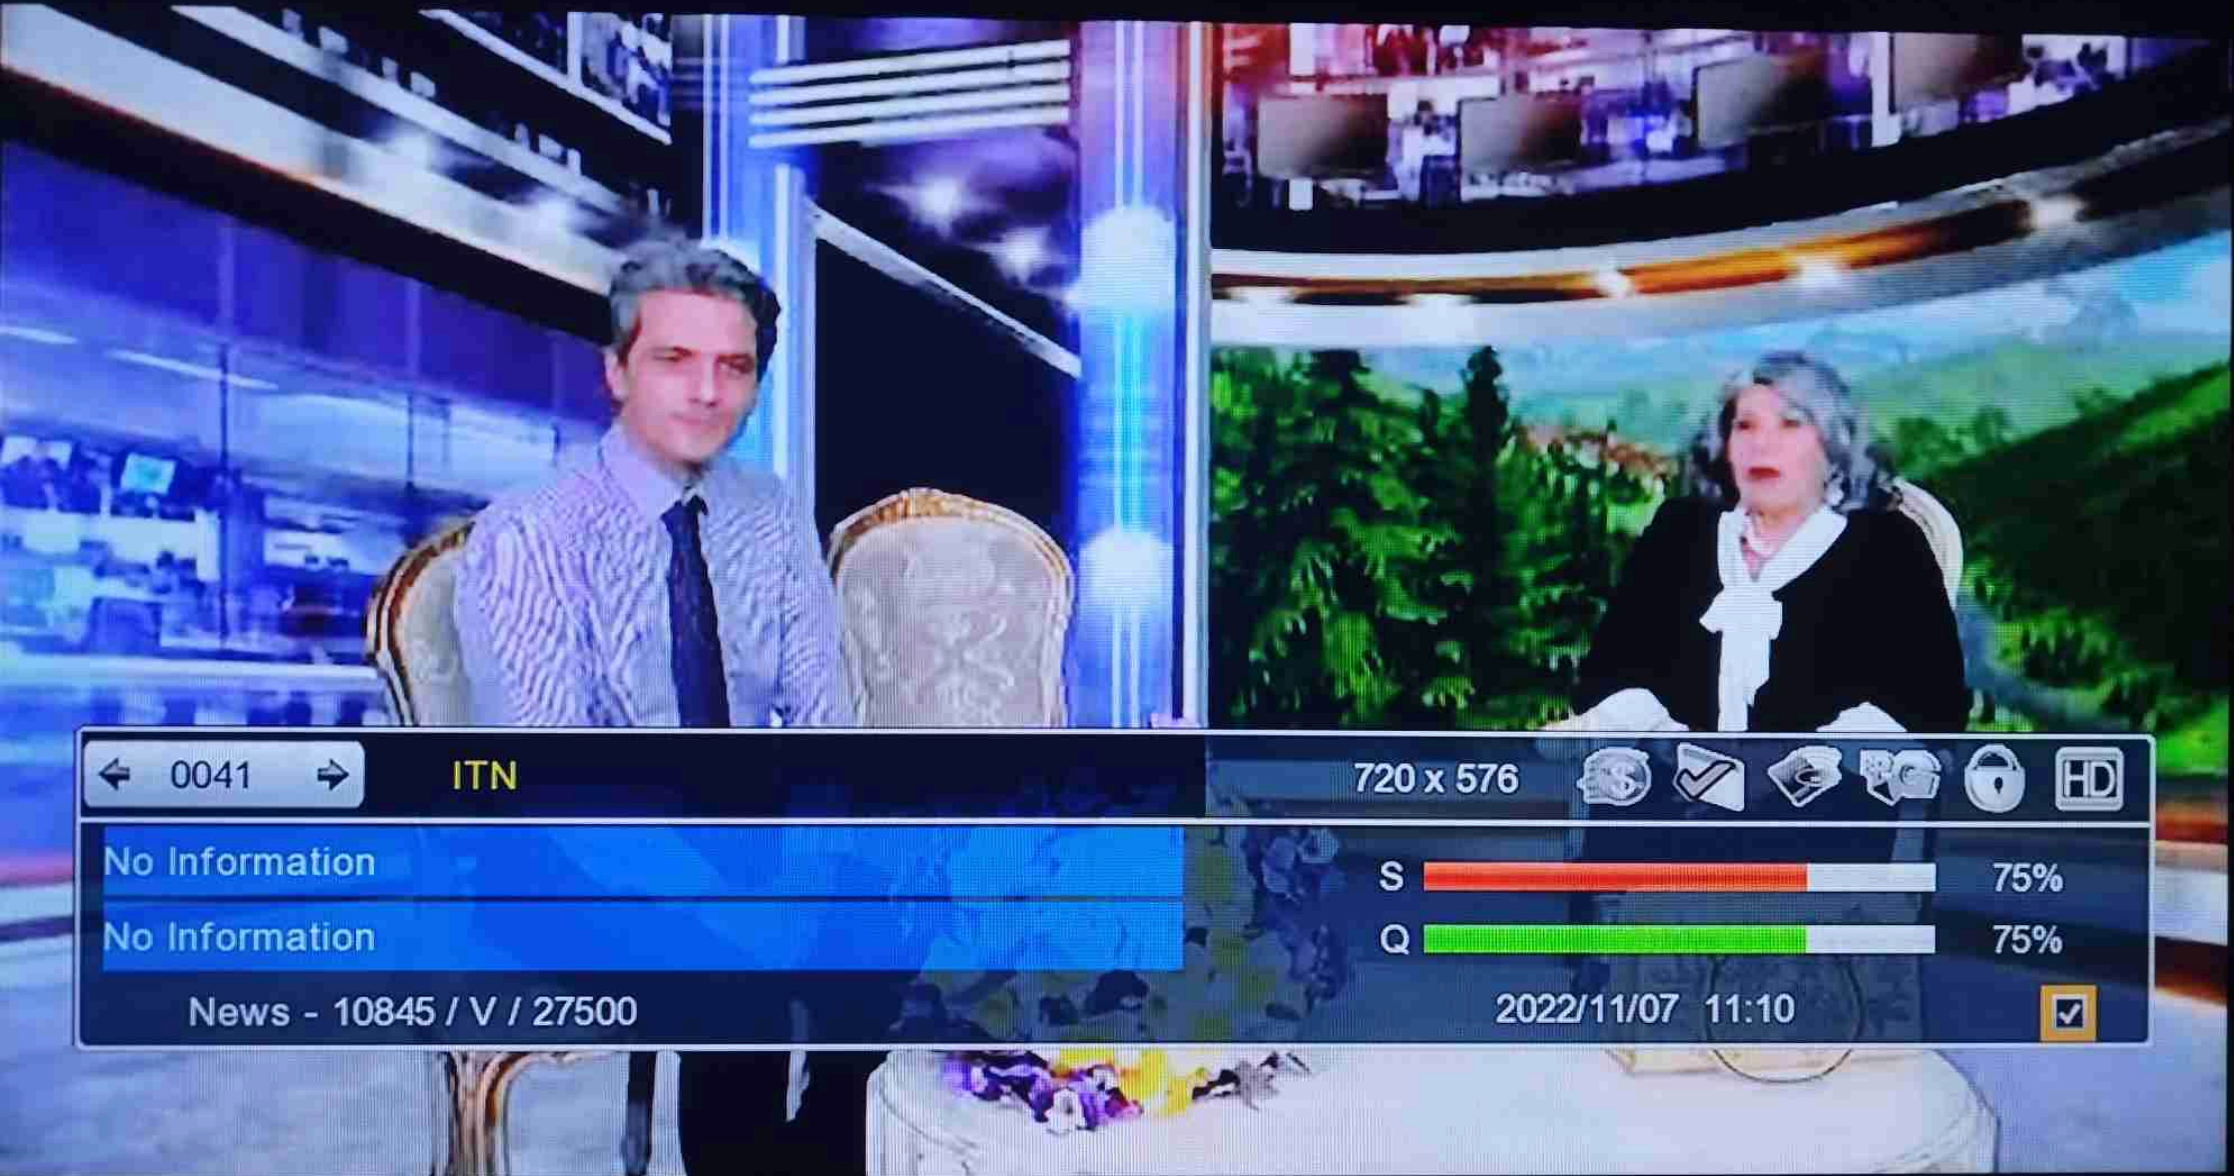 0041
ITN
720 x 576
HD
No Information
S 75%
No Information
Q 75%
News - 10845 / V / 27500
2022/11/07 11:10